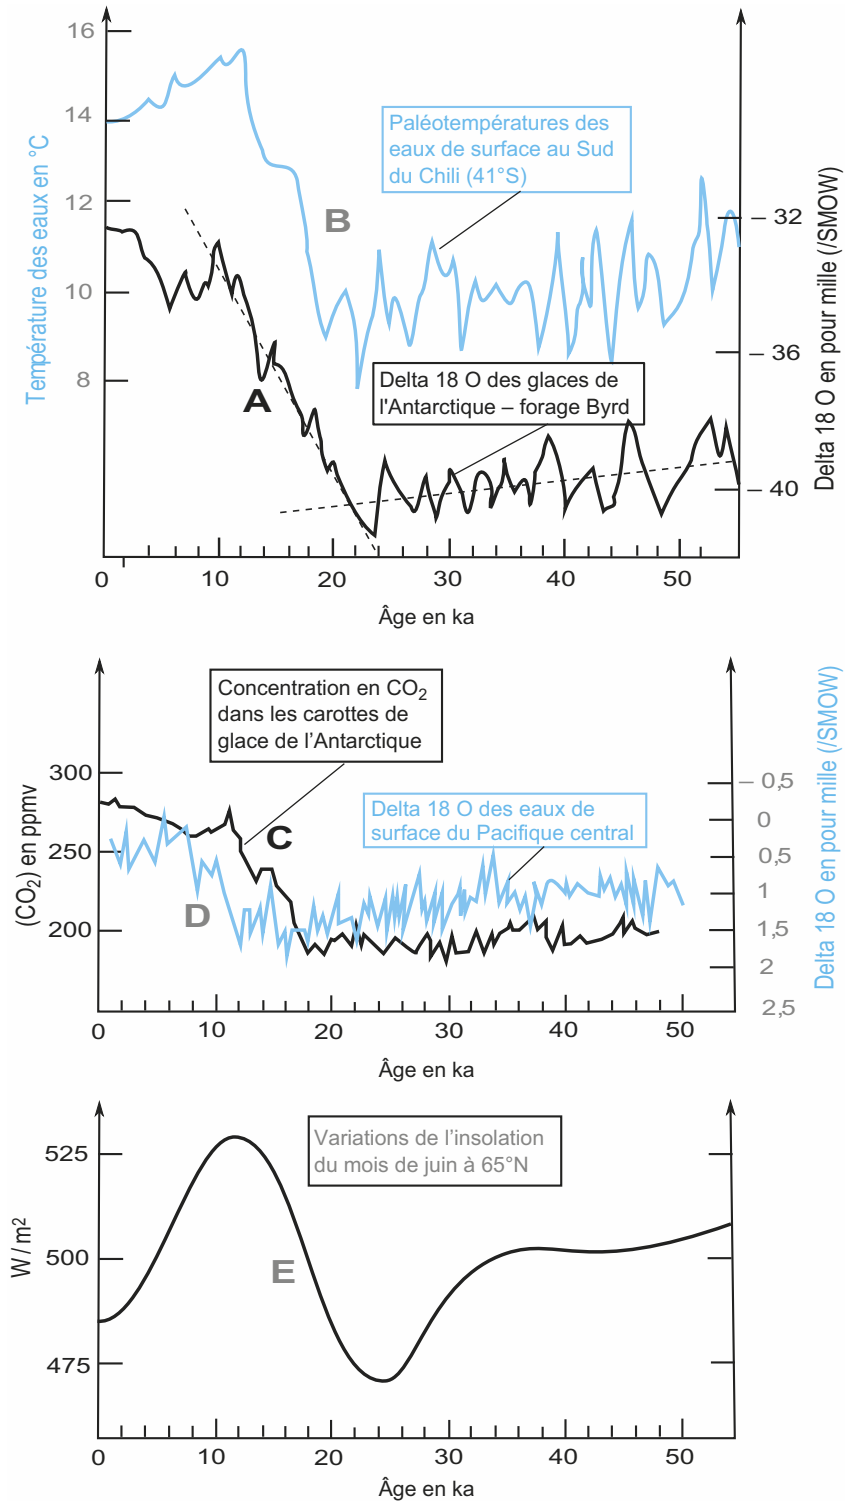 16
14
12
10
8
Température des eaux en °C
Paléotempératures des
eaux de surface au Sud
du Chili (41°S)
B
A
Delta 18 O des glaces de
l'Antarctique – forage Byrd
– 32
– 36
– 40
Delta 18 O en pour mille (/SMOW)
0 10 20 30 40 50
Âge en ka
Concentration en CO2
dans les carottes de
glace de l'Antarctique
300
250
200
(CO2) en ppmv
C
D
Delta 18 O des eaux de
surface du Pacifique central
– 0,5
0
0,5
1
1,5
2
2,5
Delta 18 O en pour mille (/SMOW)
0 10 20 30 40 50
Âge en ka
Variations de l'insolation
du mois de juin à 65°N
525
500
475
W/m2
E
0 10 20 30 40 50
Âge en ka